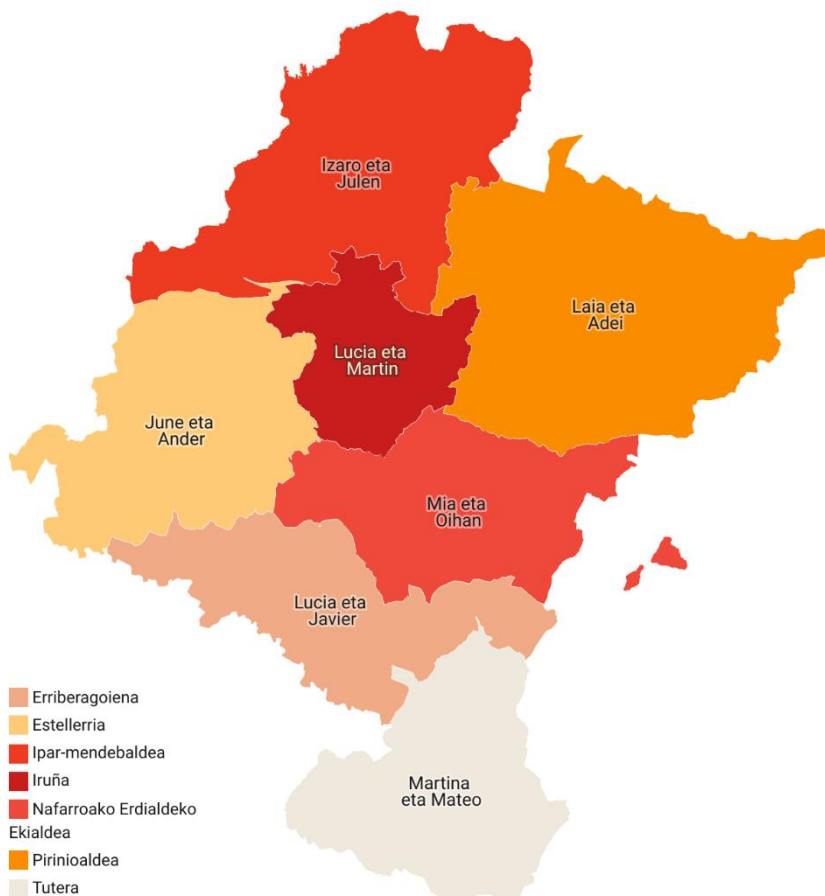 Izaro eta
Julen
Laia eta
Adei
Lucia eta
Martin
June eta
Ander
Mia eta
Oihan
Lucia eta
Javier
Martina
eta Mateo
Erriberagoiena
Estellerria
Ipar-mendebaldea
Iruña
Nafarroako Erdialdeko
Ekialdea
Pirinioaldea
Tutera